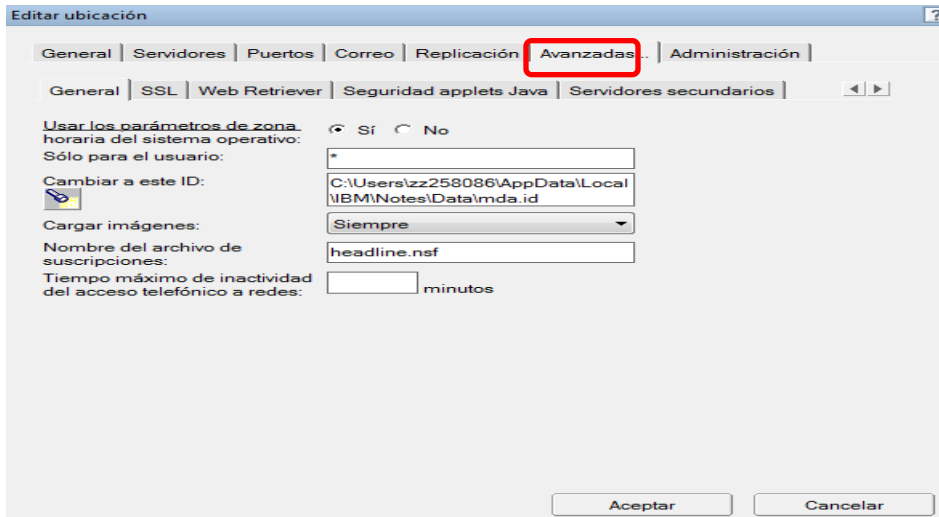 Editar ubicación ?
General Servidores Puertos Correo Replicación Avanzadas... Administración
General SSL Web Retriever Seguridad applets Java Servidores secundarios
Usar los parámetros de zona
horaria del sistema operativo: Sí No
Sólo para el usuario: *
Cambiar a este ID: C:\Users\zz258086\AppData\Local
\IBM\Notes\Data\mda.id
Cargar imágenes: Siempre
Nombre del archivo de
suscripciones: headline.nsf
Tiempo máximo de inactividad
del acceso telefónico a redes: minutos
Aceptar Cancelar